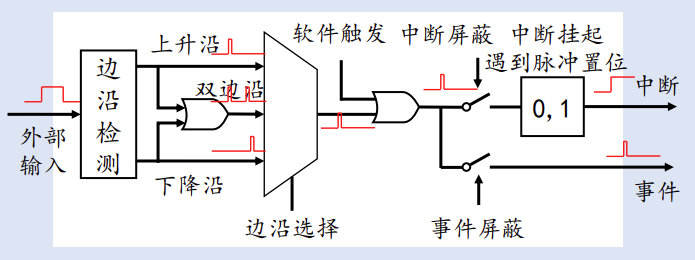 上升沿
软件触发
中断屏蔽
中断挂起
遇到脉冲置位
边沿检测
双边沿
0,1
中断
外部
输入
下降沿
事件
边沿选择
事件屏蔽